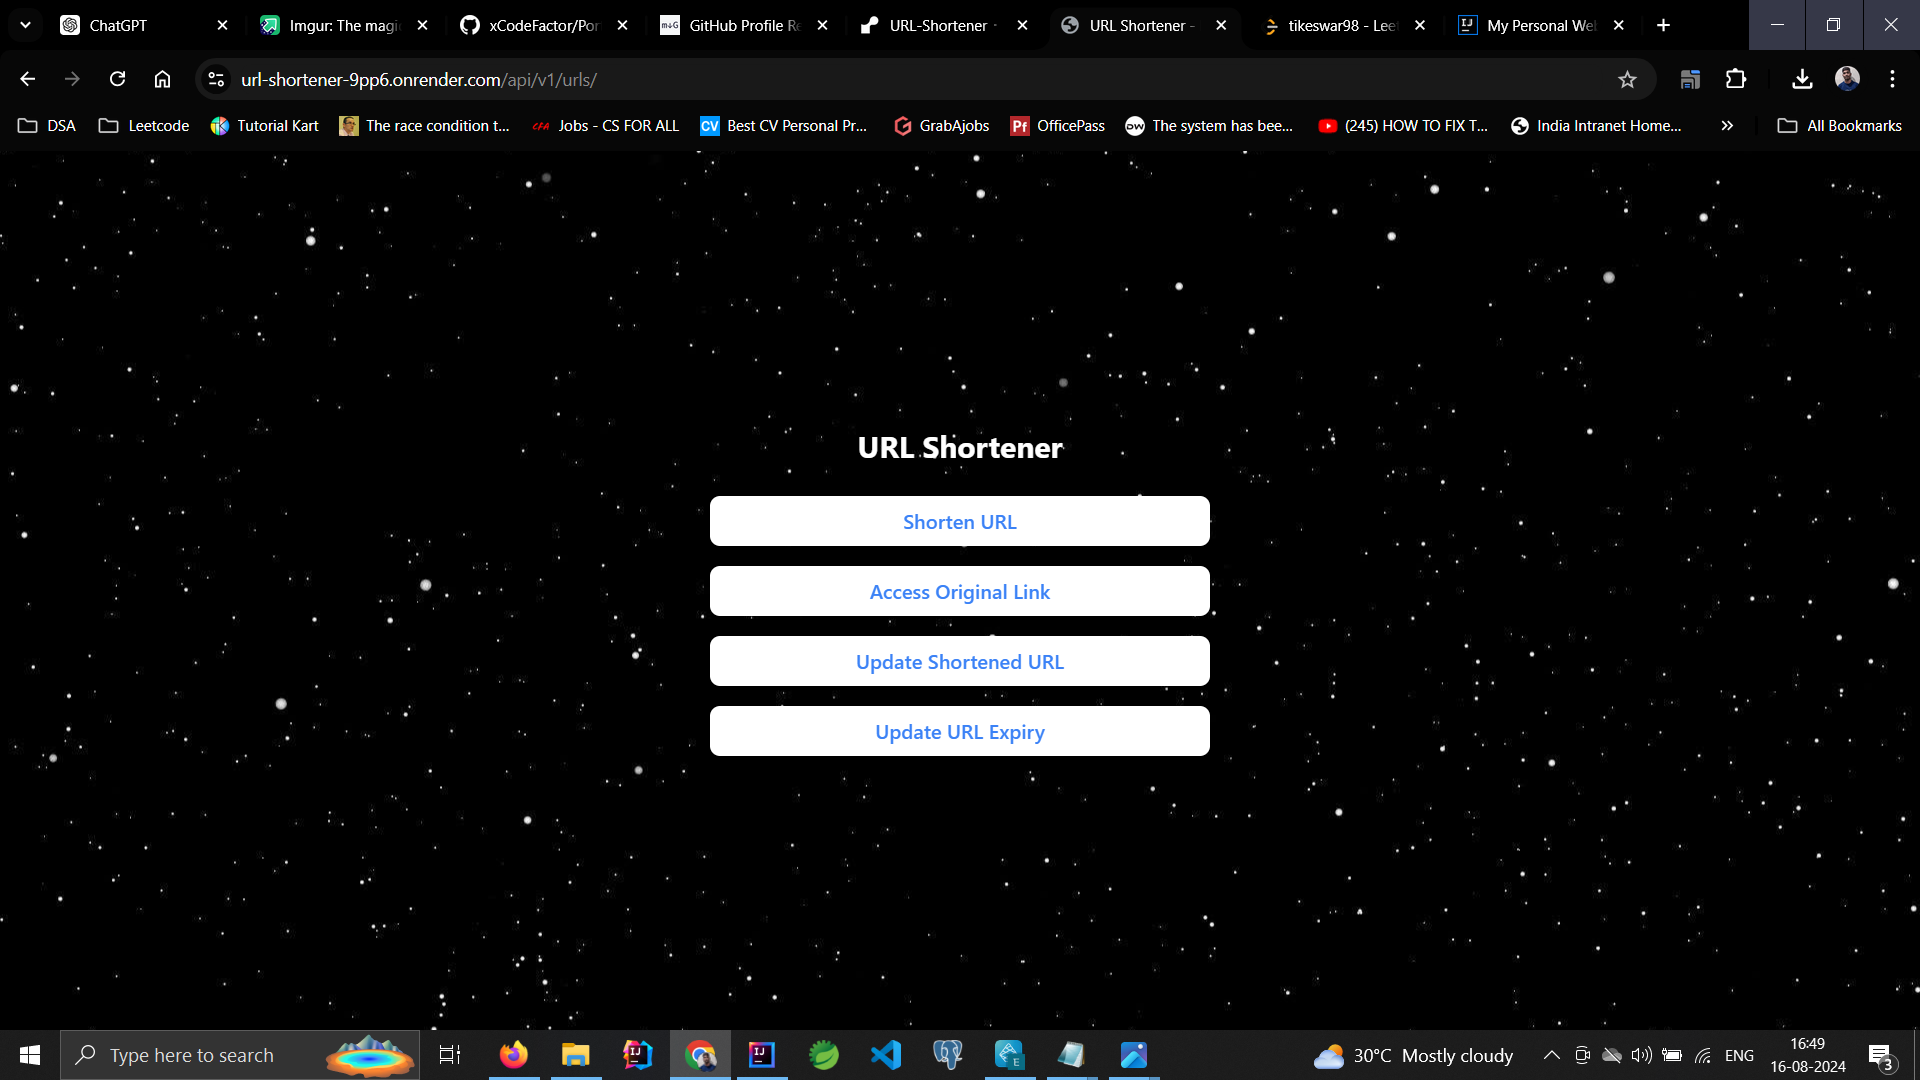 ChatGPT
Imgur: The magi
xCodeFactor/Por
GitHub Profile Re
URL-Shortener ·
URL Shortener -
tikeswar98 - Lee
My Personal We
url-shortener-9pp6.onrender.com/api/v1/urls/
DSA
Leetcode
Tutorial Kart
The race condition t...
CFA
Jobs - CS FOR ALL
CV
Best CV Personal Pr...
GrabAjobs
Pf
OfficePass
DW
The system has bee...
(245) HOW TO FIX T...
India Intranet Home...
All Bookmarks
URL Shortener
Shorten URL
Access Original Link
Update Shortened URL
Update URL Expiry
Type here to search
30°C Mostly cloudy
ENG
16:49
16-08-2024
3